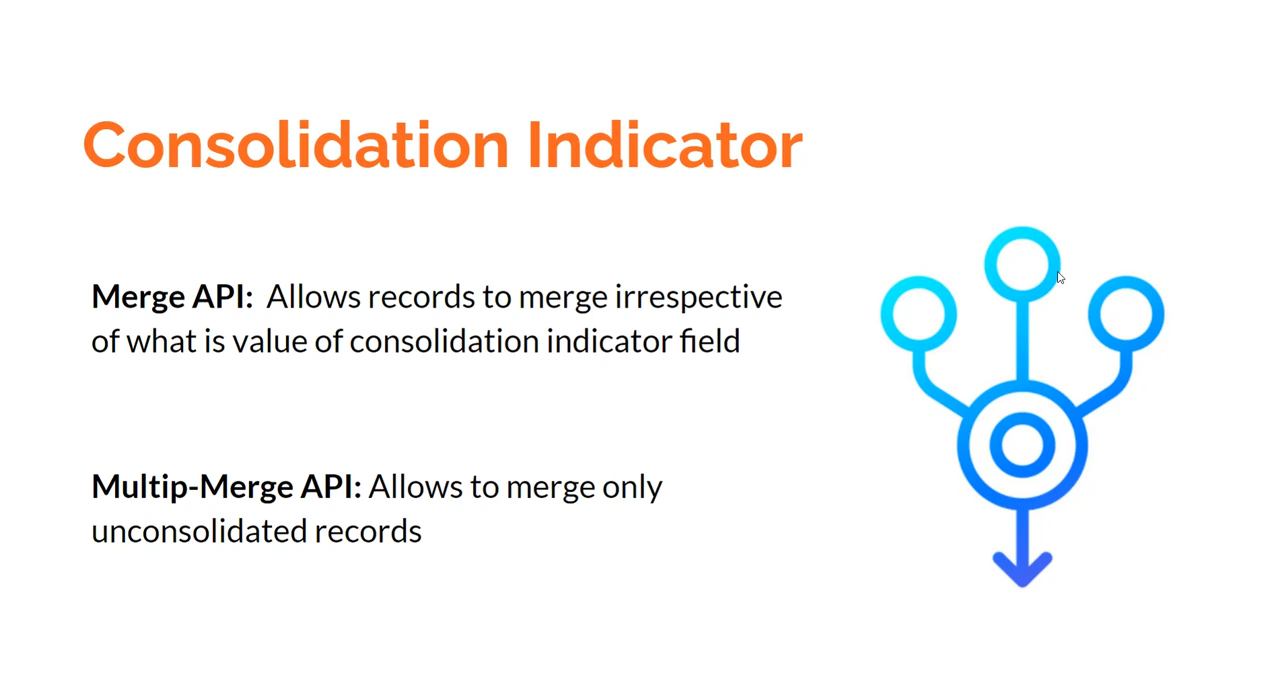 Consolidation Indicator
Merge API: Allows records to merge irrespective
of what is value of consolidation indicator field
Multip-Merge API: Allows to merge only
unconsolidated records